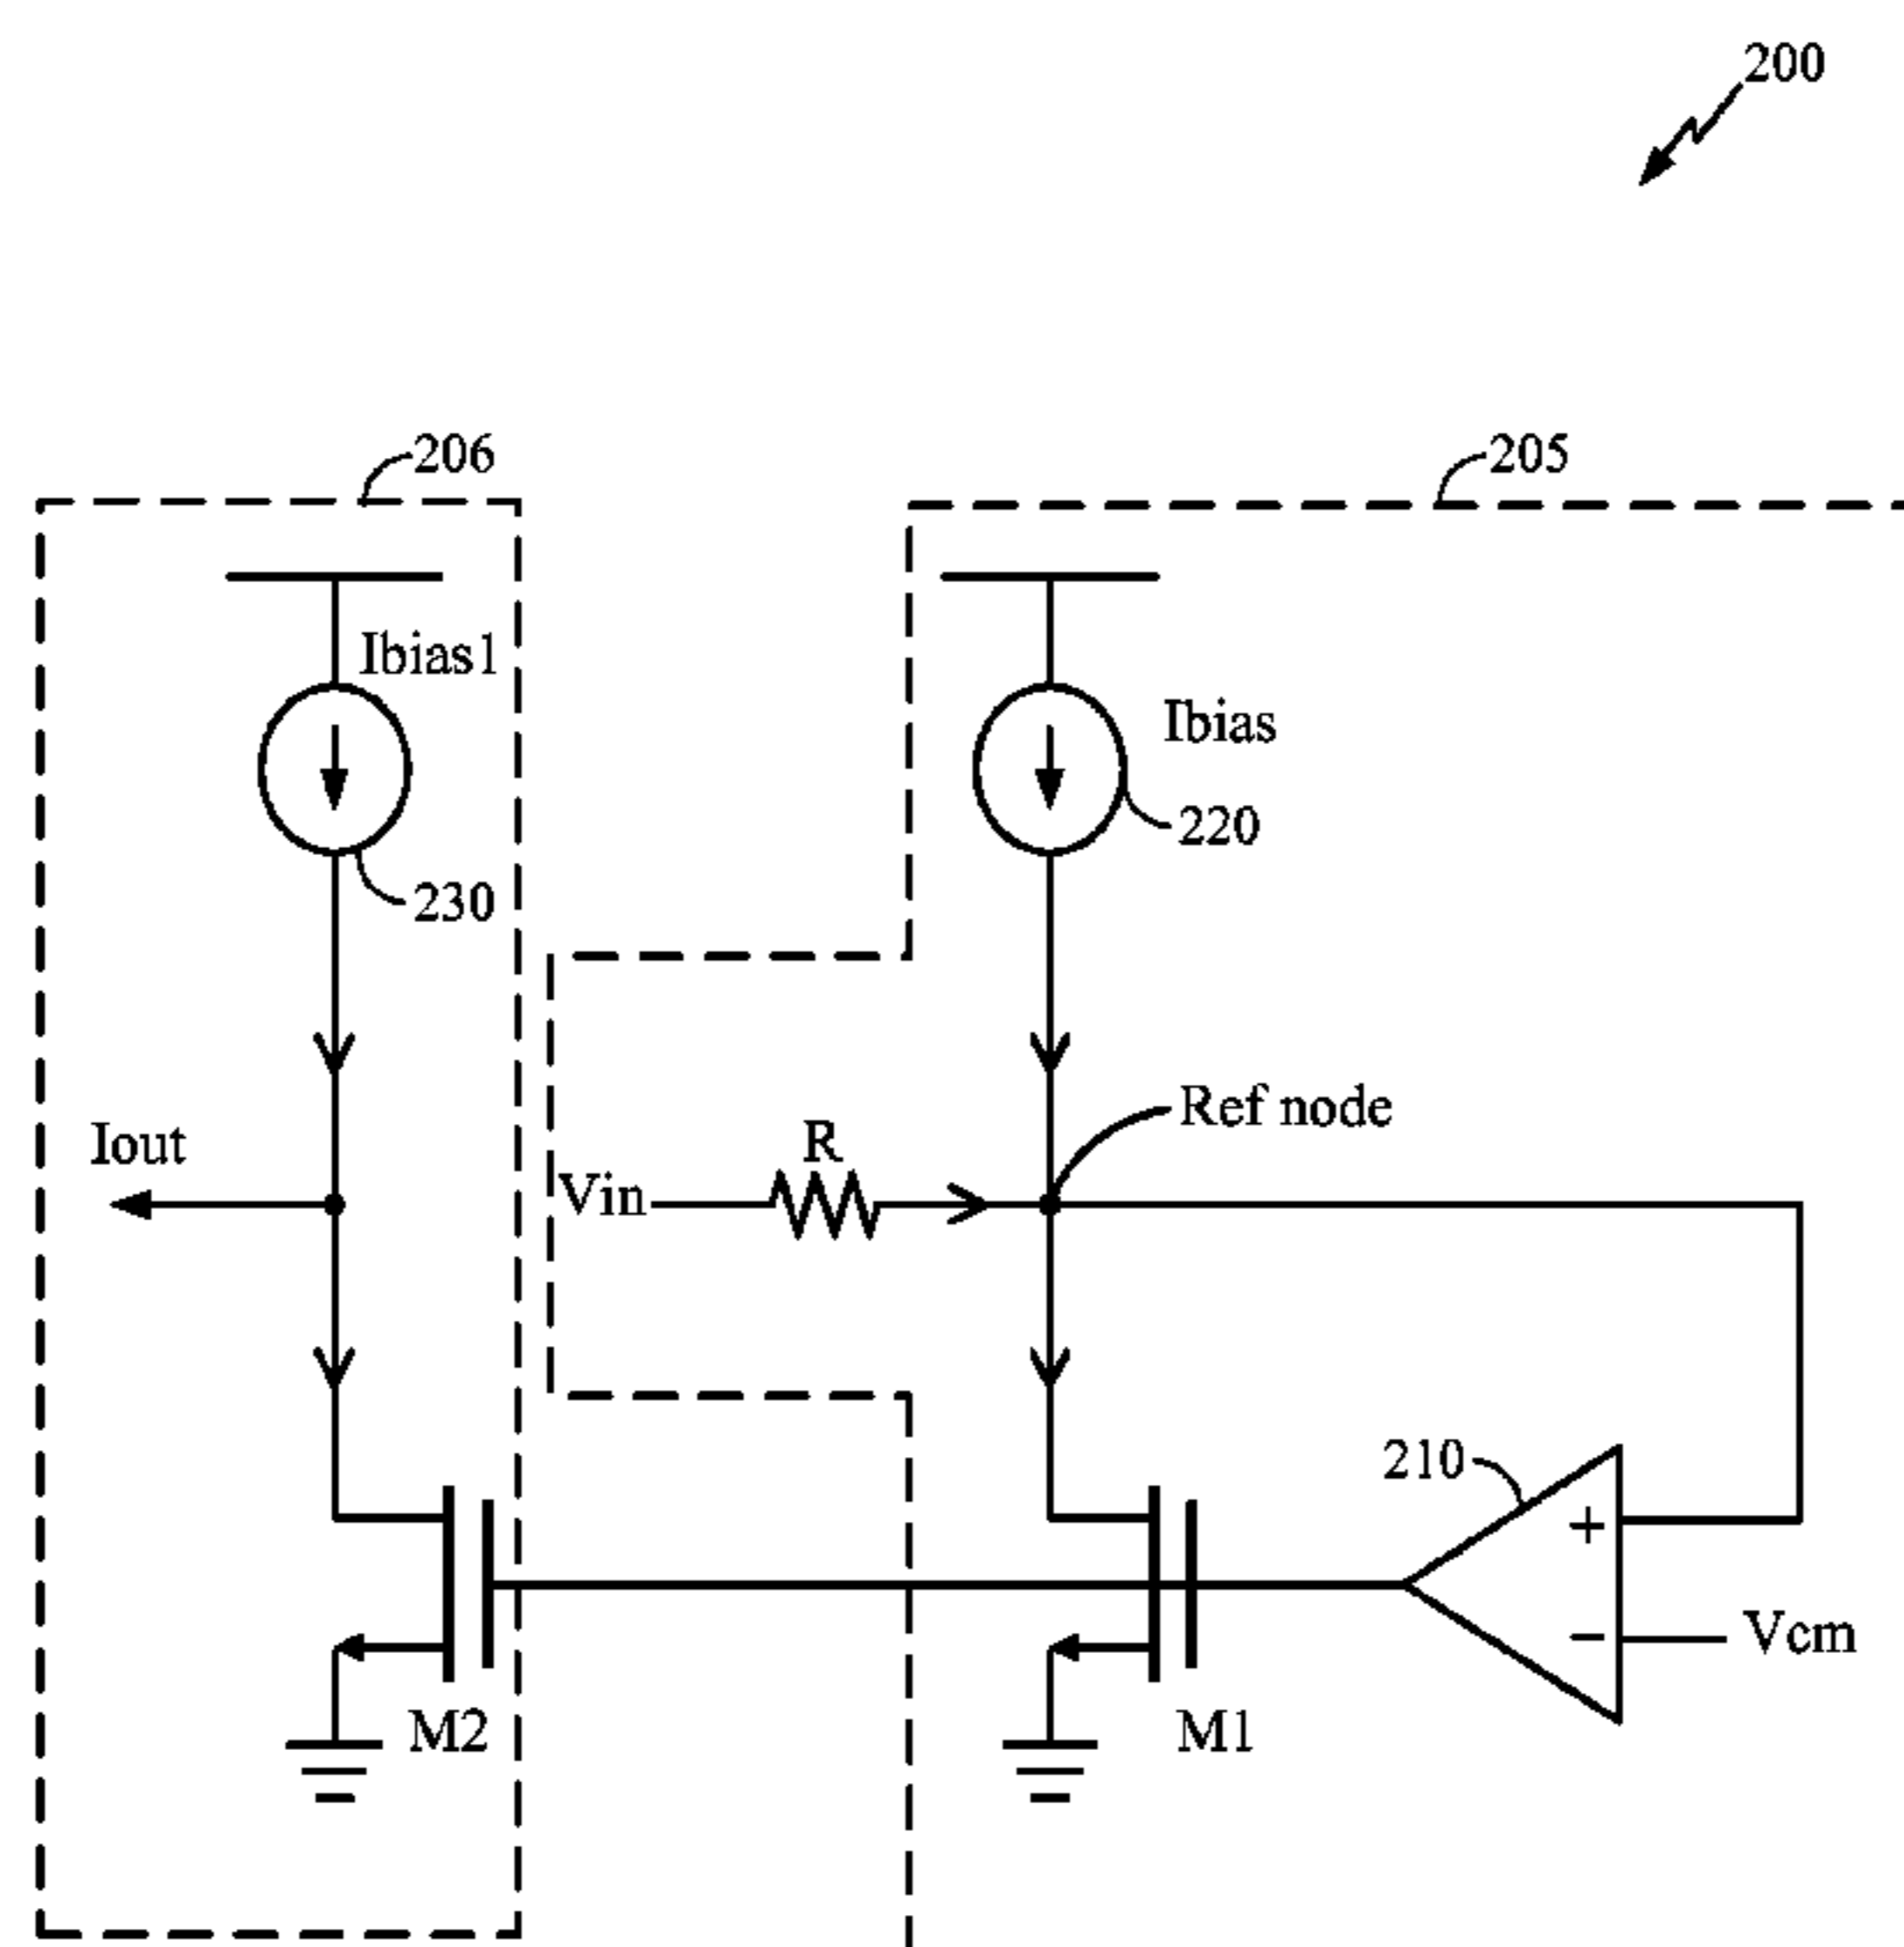 200
206
205
Ibias1
Ibias
220
230
Ref node
Iout
R
Vin
210
+
−
Vcm
M2
M1